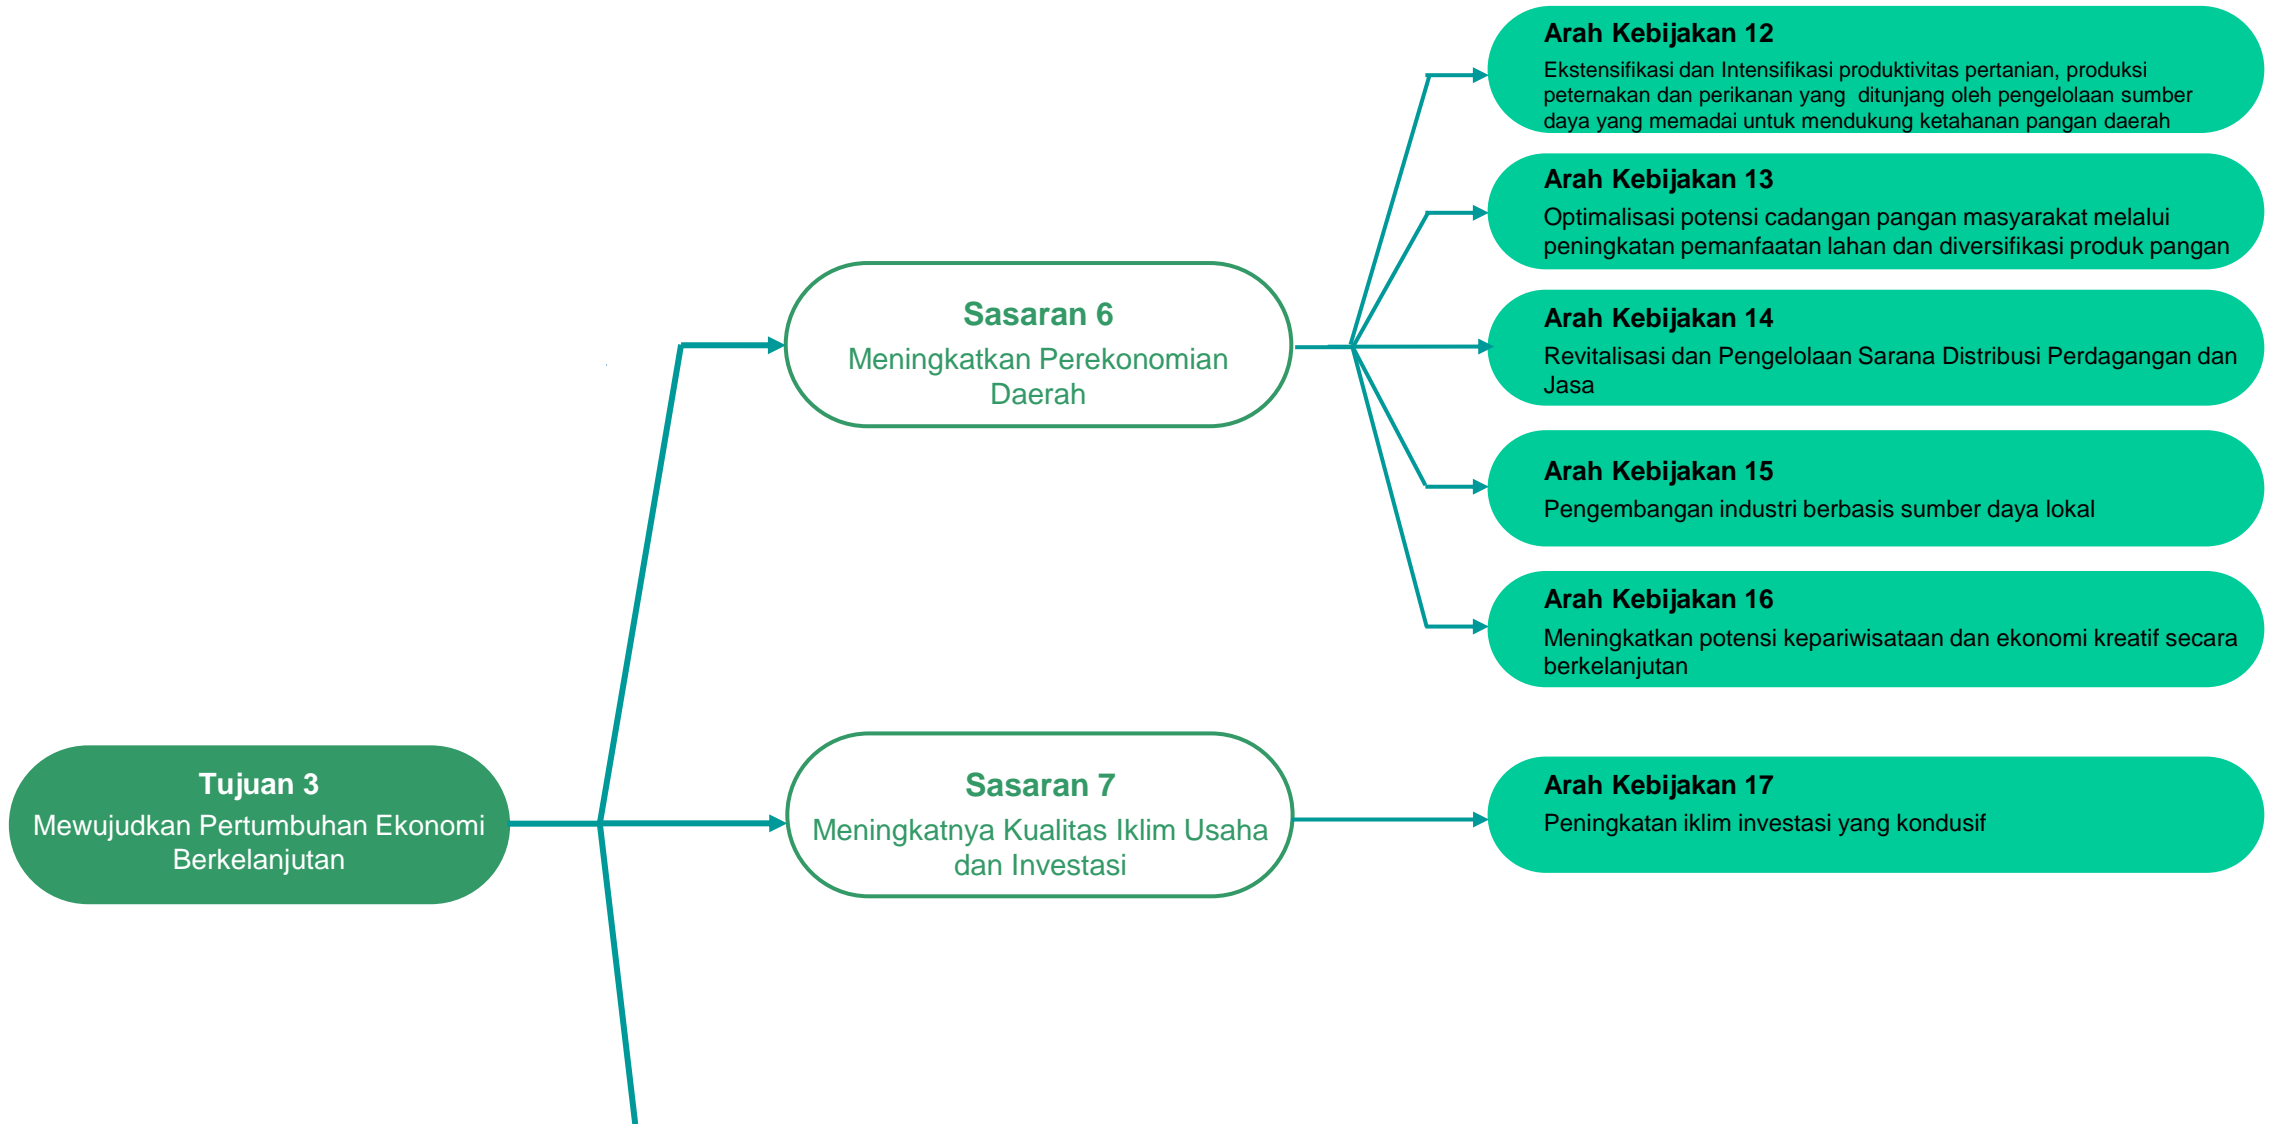 Arah Kebijakan 12
Ekstensifikasi dan Intensifikasi produktivitas pertanian, produksi
peternakan dan perikanan yang ditunjang oleh pengelolaan sumber
daya yang memadai untuk mendukung ketahanan pangan daerah
Arah Kebijakan 13
Optimalisasi potensi cadangan pangan masyarakat melalui
peningkatan pemanfaatan lahan dan diversifikasi produk pangan
Sasaran 6
Meningkatkan Perekonomian
Daerah
Arah Kebijakan 14
Revitalisasi dan Pengelolaan Sarana Distribusi Perdagangan dan
Jasa
Arah Kebijakan 15
Pengembangan industri berbasis sumber daya lokal
Arah Kebijakan 16
Meningkatkan potensi kepariwisataan dan ekonomi kreatif secara
berkelanjutan
Tujuan 3
Mewujudkan Pertumbuhan Ekonomi
Berkelanjutan
Sasaran 7
Meningkatnya Kualitas Iklim Usaha
dan Investasi
Arah Kebijakan 17
Peningkatan iklim investasi yang kondusif